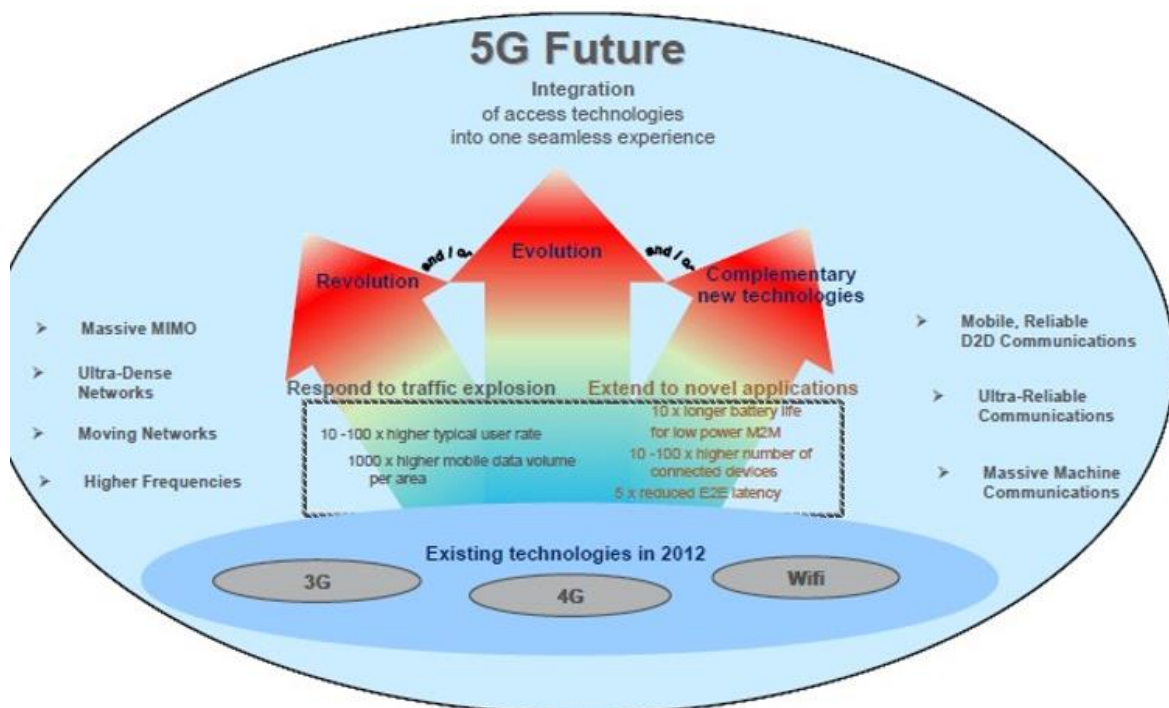 5G Future
Integration
of access technologies
into one seamless experience
Revolution
and / or
Evolution
and / or
Complementary
new technologies
Massive MIMO
Ultra-Dense
Networks
Moving Networks
Higher Frequencies
Respond to traffic explosion
10 -100 x higher typical user rate
1000 x higher mobile data volume
per area
Extend to novel applications
10 x longer battery life
for low power M2M
10 -100 x higher number of
connected devices
5 x reduced E2E latency
Mobile, Reliable
D2D Communications
Ultra-Reliable
Communications
Massive Machine
Communications
Existing technologies in 2012
3G
4G
Wifi